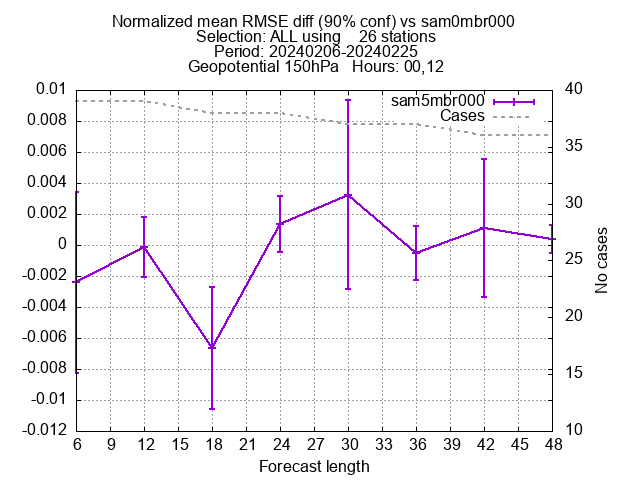 Normalized mean RMSE diff (90% conf) vs sam0mbr000
Selection: ALL using    26 stations
Period: 20240206-20240225
Geopotential 150hPa   Hours: 00,12
sam5mbr000
Cases
0.01
0.008
0.006
0.004
0.002
0
-0.002
-0.004
-0.006
-0.008
-0.01
-0.012
40
35
30
25
20
15
10
No cases
6 9 12 15 18 21 24 27 30 33 36 39 42 45 48
Forecast length